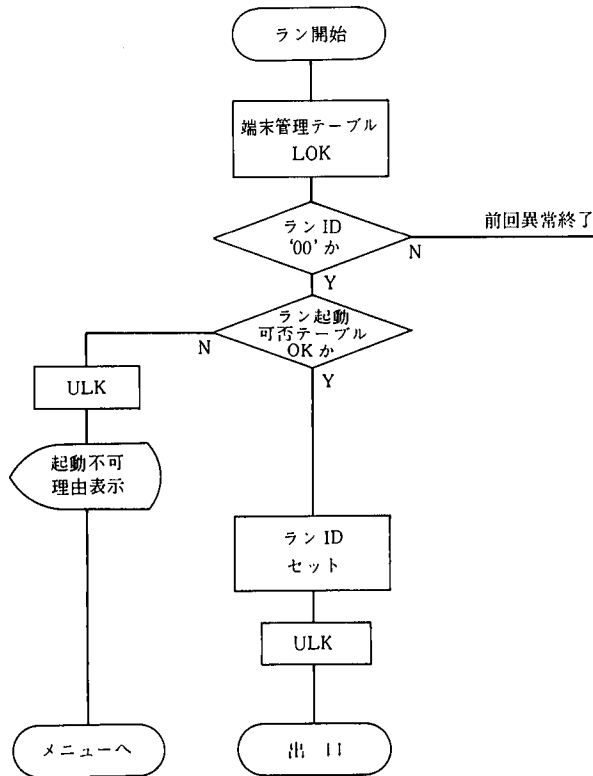 ラン開始
端末管理テーブル
LOK
ラン ID
'00' か
前回異常終了
N
Y
ラン起動
可否テーブル
OK か
N
Y
ULK
起動不可
理由表示
ラン ID
セット
ULK
メニューへ
出 口